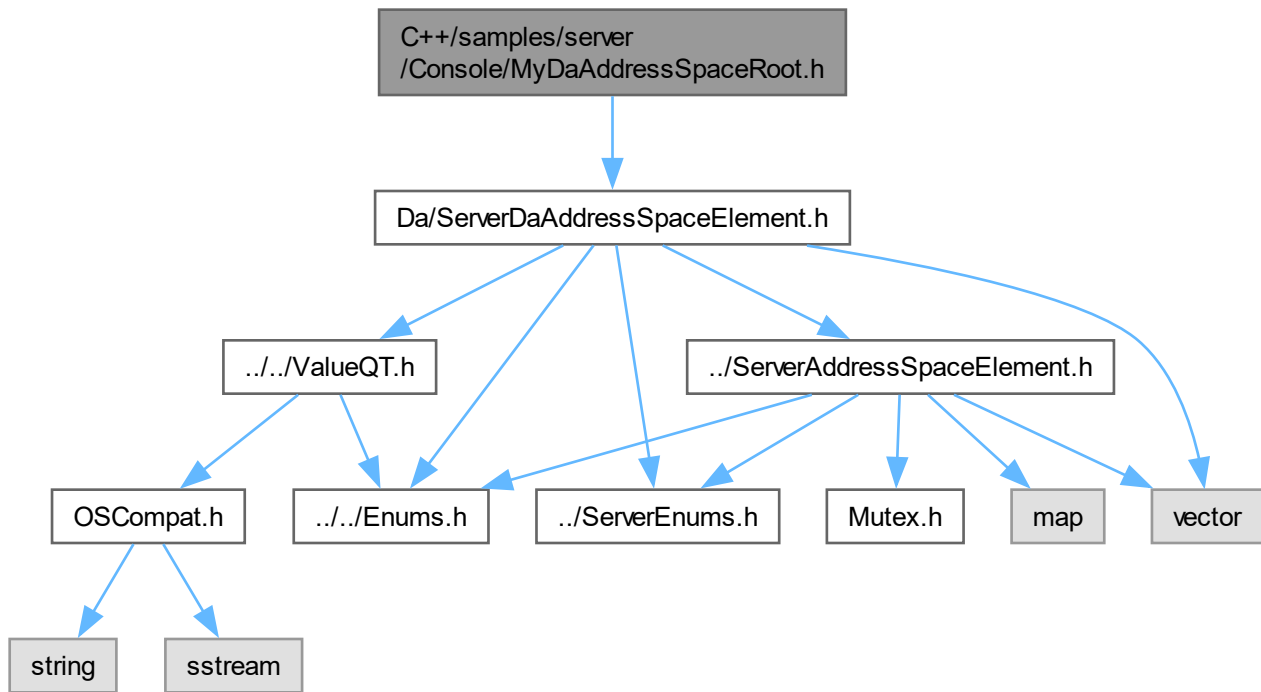 C++/samples/server
/Console/MyDaAddressSpaceRoot.h
Da/ServerDaAddressSpaceElement.h
../../ValueQT.h
../ServerAddressSpaceElement.h
OSCompat.h
../../Enums.h
../ServerEnums.h
Mutex.h
map
vector
string
sstream